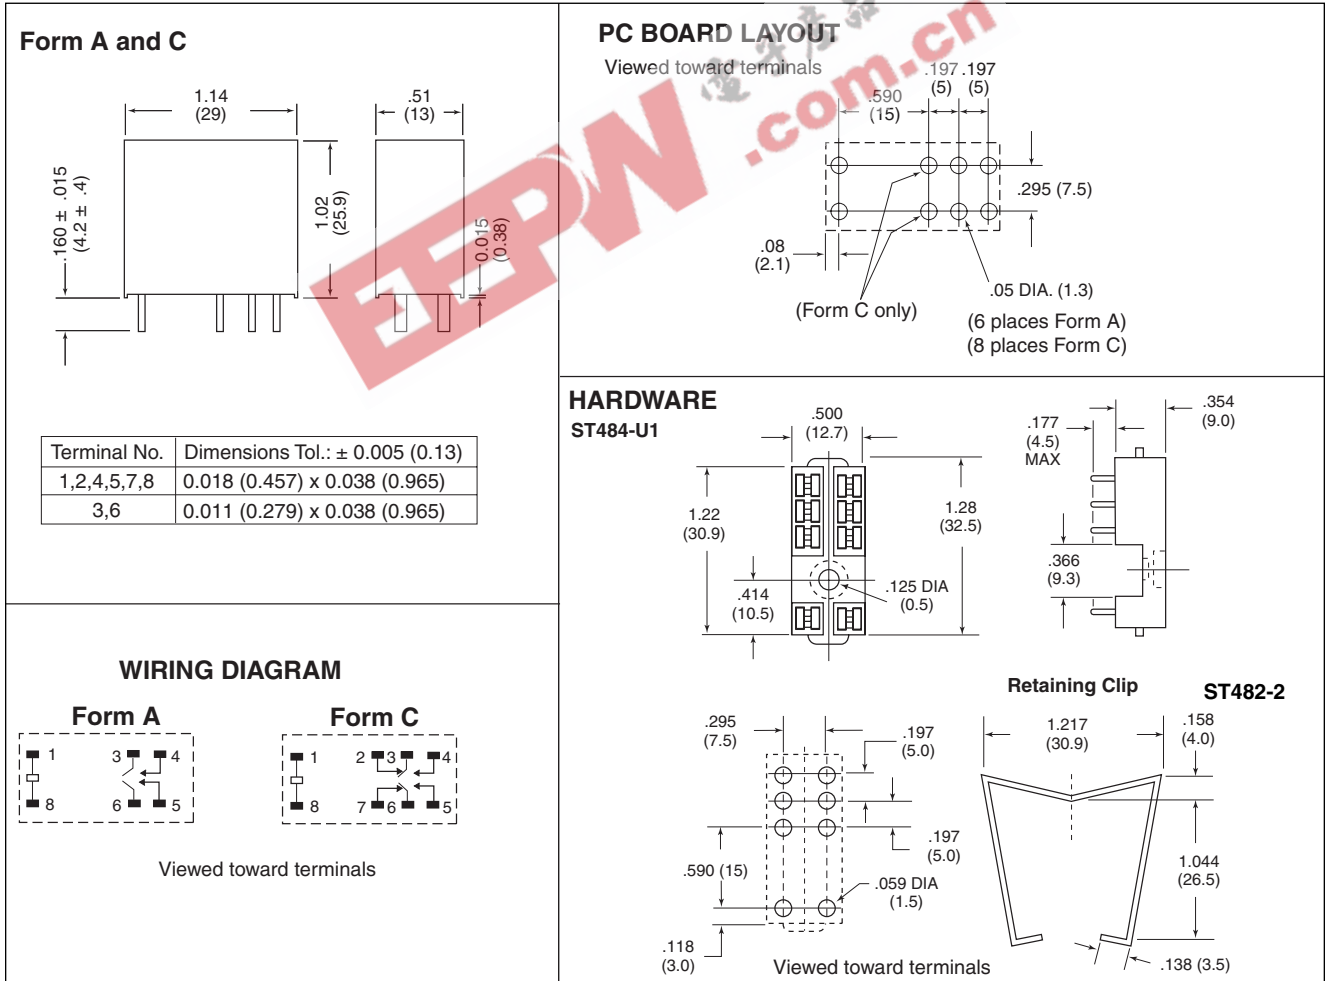 Form A and C
1.14
(29)
.51
(13)
.160 ± .015
(4.2 ± .4)
1.02
(25.9)
0.015
(0.38)
Terminal No. Dimensions Tol.: ± 0.005 (0.13)
1,2,4,5,7,8 0.018 (0.457) x 0.038 (0.965)
3,6 0.011 (0.279) x 0.038 (0.965)
WIRING DIAGRAM
Form A
1 3 4
8 6 5
Form C
1 2 3 4
8 7 6 5
Viewed toward terminals
PC BOARD LAYOUT
Viewed toward terminals
.197 .197
(5) (5)
.590
(15)
.295 (7.5)
.08
(2.1)
(Form C only)
.05 DIA. (1.3)
(6 places Form A)
(8 places Form C)
EEPW
.com.cn
HARDWARE
ST484-U1
.500
(12.7)
1.22
(30.9)
1.28
(32.5)
.414
(10.5)
.125 DIA
(0.5)
.177
(4.5)
MAX
.354
(9.0)
.366
(9.3)
.295
(7.5)
.197
(5.0)
.197
(5.0)
.590 (15)
.059 DIA
(1.5)
.118
(3.0)
Viewed toward terminals
Retaining Clip
ST482-2
1.217
(30.9)
.158
(4.0)
1.044
(26.5)
.138 (3.5)